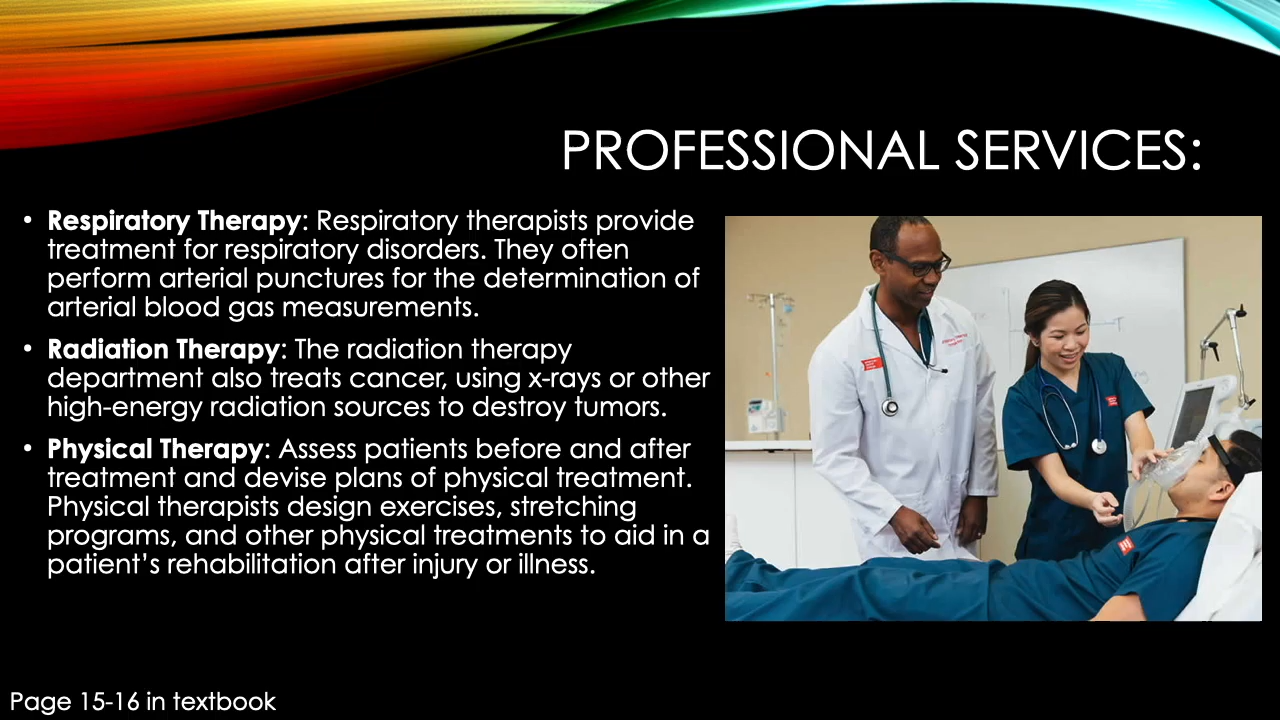 PROFESSIONAL SERVICES:
• Respiratory Therapy: Respiratory therapists provide
treatment for respiratory disorders. They often
perform arterial punctures for the determination of
arterial blood gas measurements.
• Radiation Therapy: The radiation therapy
department also treats cancer, using x-rays or other
high-energy radiation sources to destroy tumors.
• Physical Therapy: Assess patients before and after
treatment and devise plans of physical treatment.
Physical therapists design exercises, stretching
programs, and other physical treatments to aid in a
patient’s rehabilitation after injury or illness.
Page 15-16 in textbook